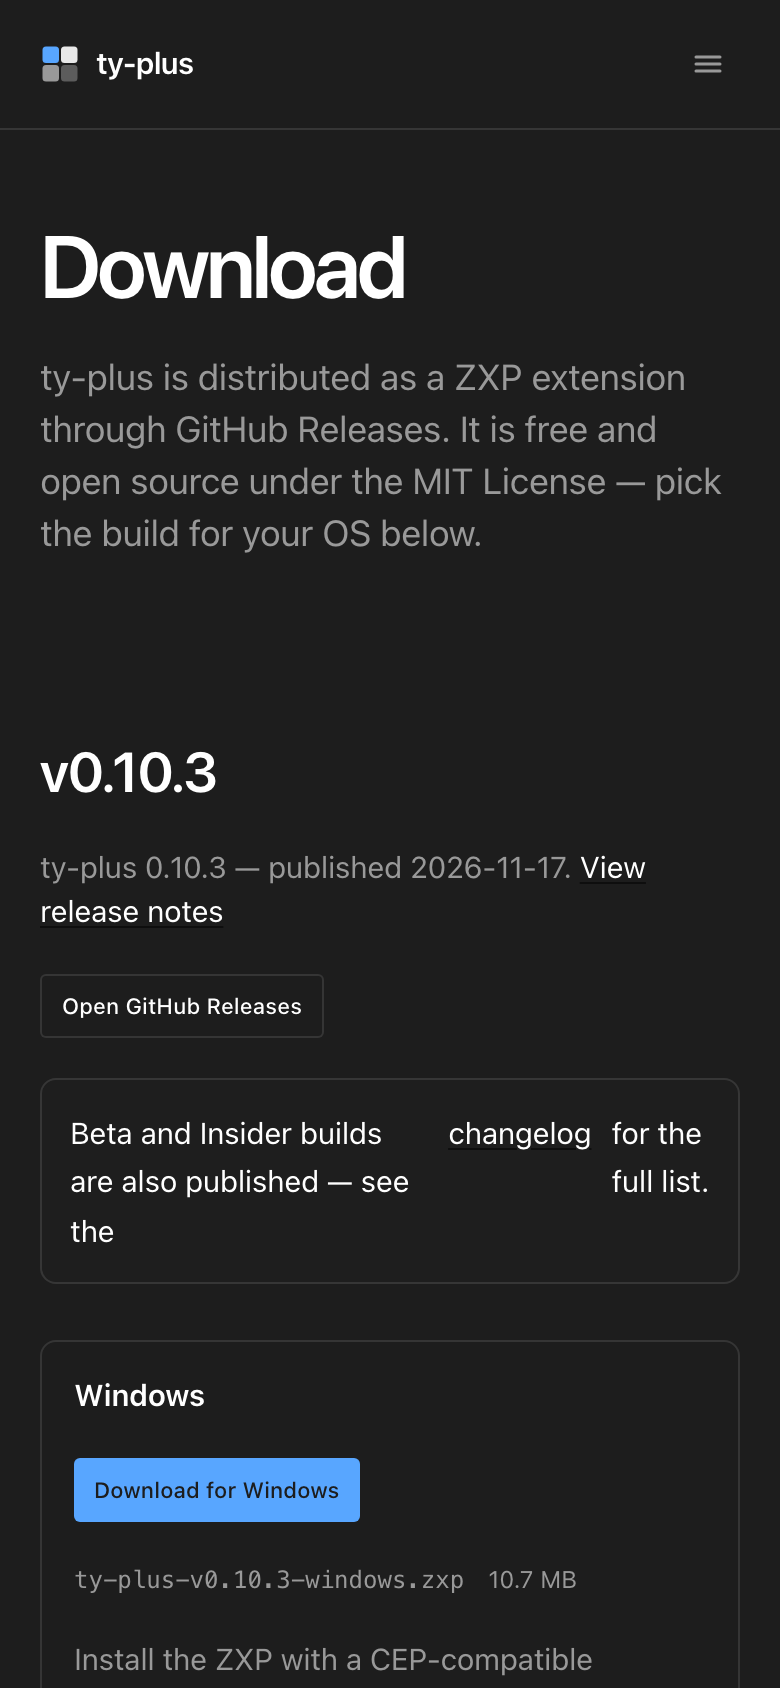 ty-plus
Download
ty-plus is distributed as a ZXP extension
through GitHub Releases. It is free and
open source under the MIT License — pick
the build for your OS below.
v0.10.3
ty-plus 0.10.3 — published 2026-11-17. View
release notes
Open GitHub Releases
Beta and Insider builds
are also published — see
the
changelog
for the
full list.
Windows
Download for Windows
ty-plus-v0.10.3-windows.zxp 10.7 MB
Install the ZXP with a CEP-compatible